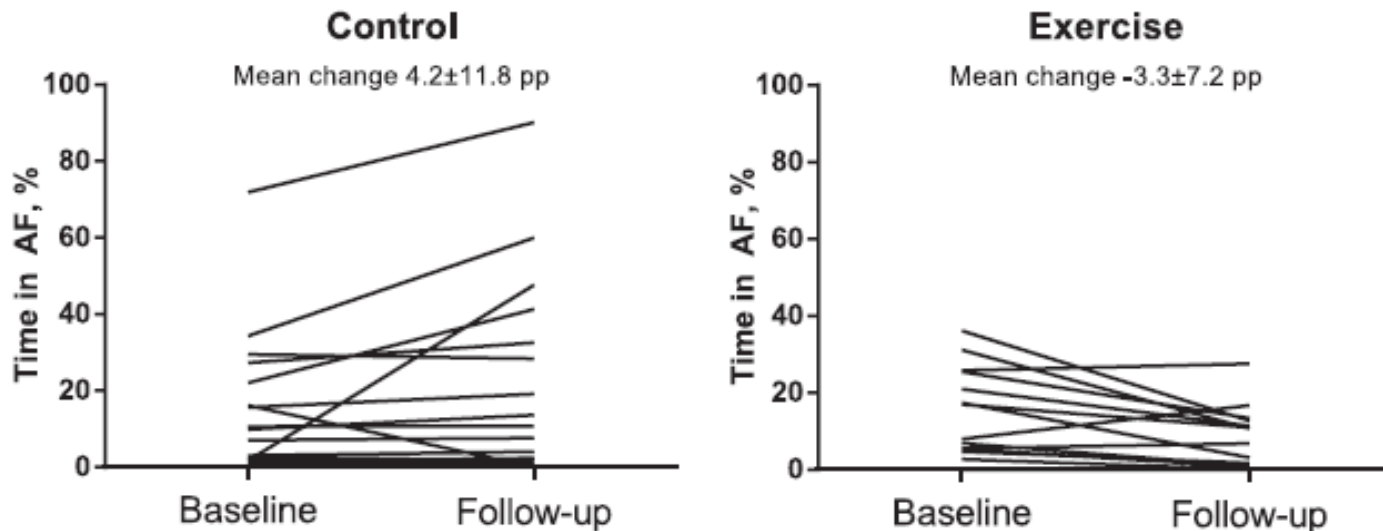 Control
Mean change 4.2±11.8 pp
Time in AF, %
100
80
60
40
20
0
Baseline
Follow-up
Exercise
Mean change -3.3±7.2 pp
Time in AF, %
100
80
60
40
20
0
Baseline
Follow-up